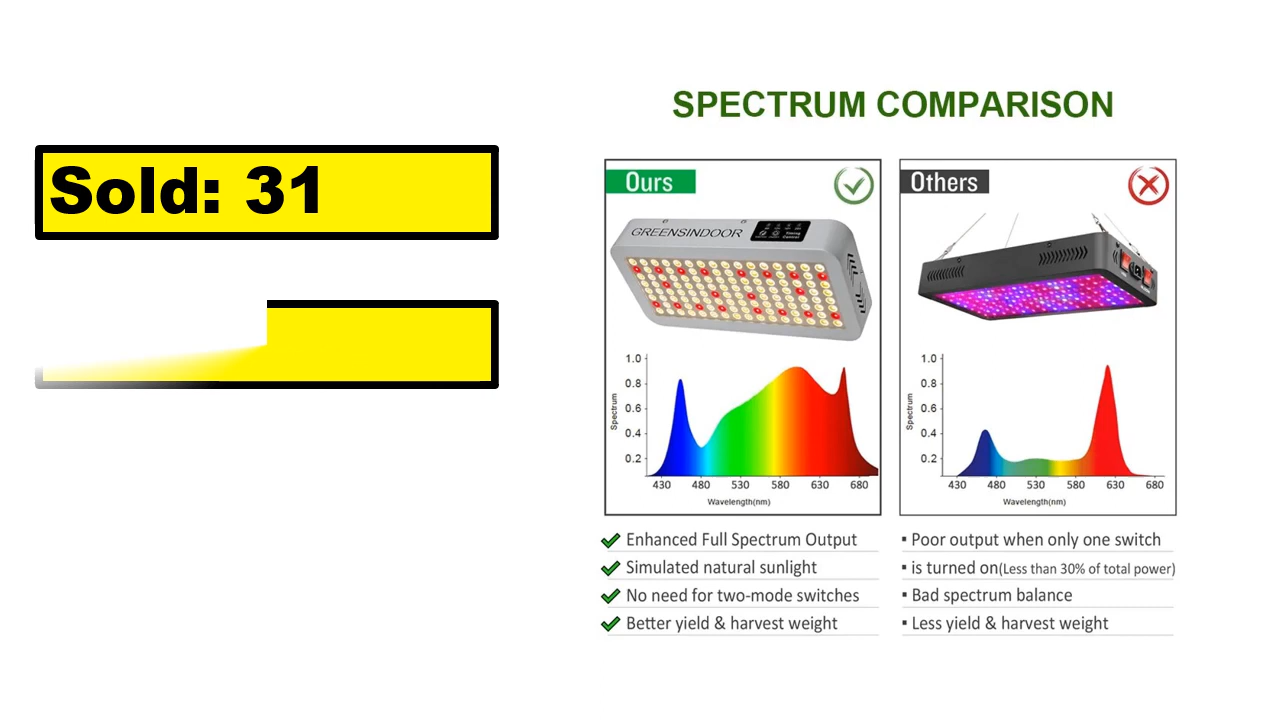 SPECTRUM COMPARISON
Sold: 31
Ours
GREENSINDOOR
Timing
Control
1.0
0.8
0.6
0.4
0.2
Spectrum
430 480 530 580 630 680
Wavelength(nm)
Enhanced Full Spectrum Output
Simulated natural sunlight
No need for two-mode switches
Better yield & harvest weight
Others
1.0
0.8
0.6
0.4
0.2
Spectrum
430 480 530 580 630 680
Wavelength(nm)
▪ Poor output when only one switch
▪ is turned on(Less than 30% of total power)
▪ Bad spectrum balance
▪ Less yield & harvest weight